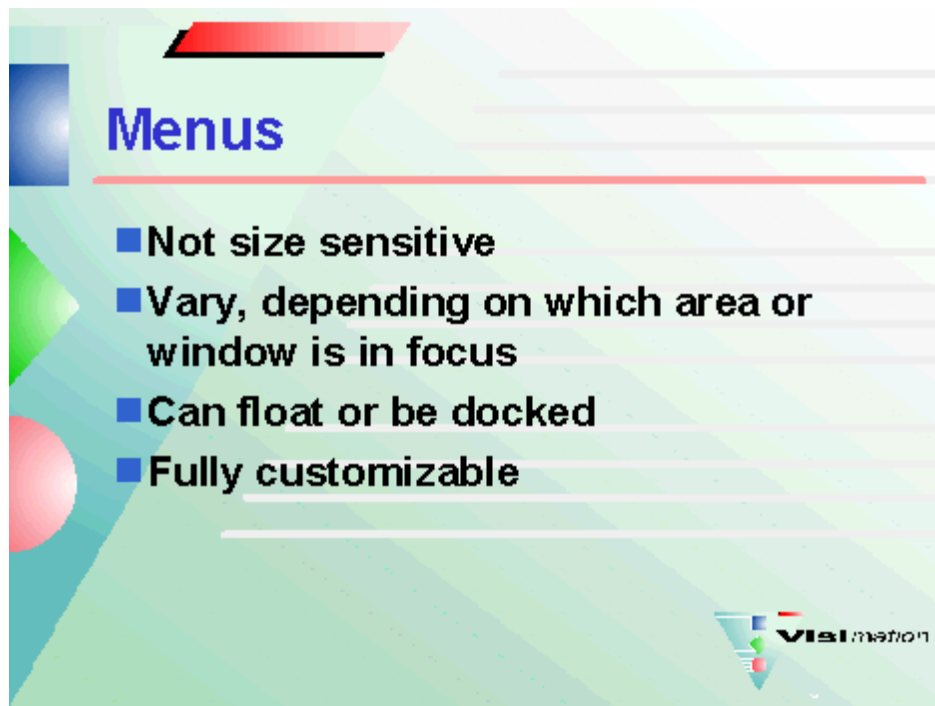 Menus
Not size sensitive
Vary, depending on which area or
window is in focus
Can float or be docked
Fully customizable
Visimation